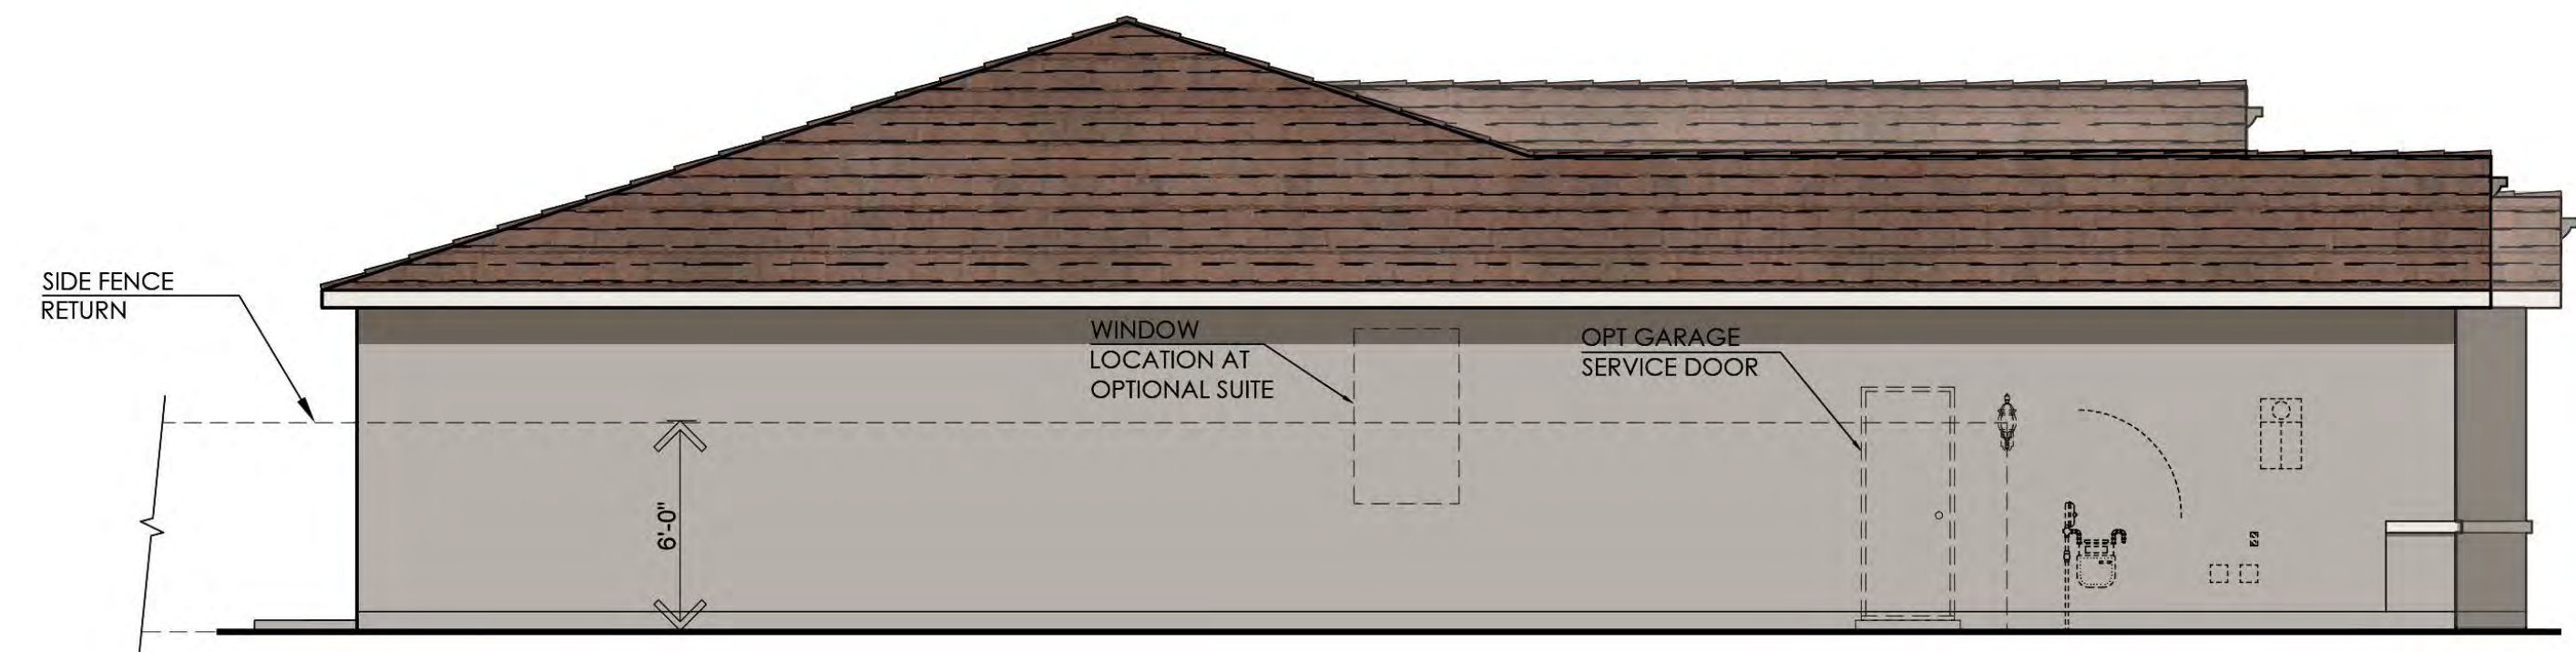 SIDE FENCE
RETURN
WINDOW
LOCATION AT
OPTIONAL SUITE
OPT GARAGE
SERVICE DOOR
6'-0"